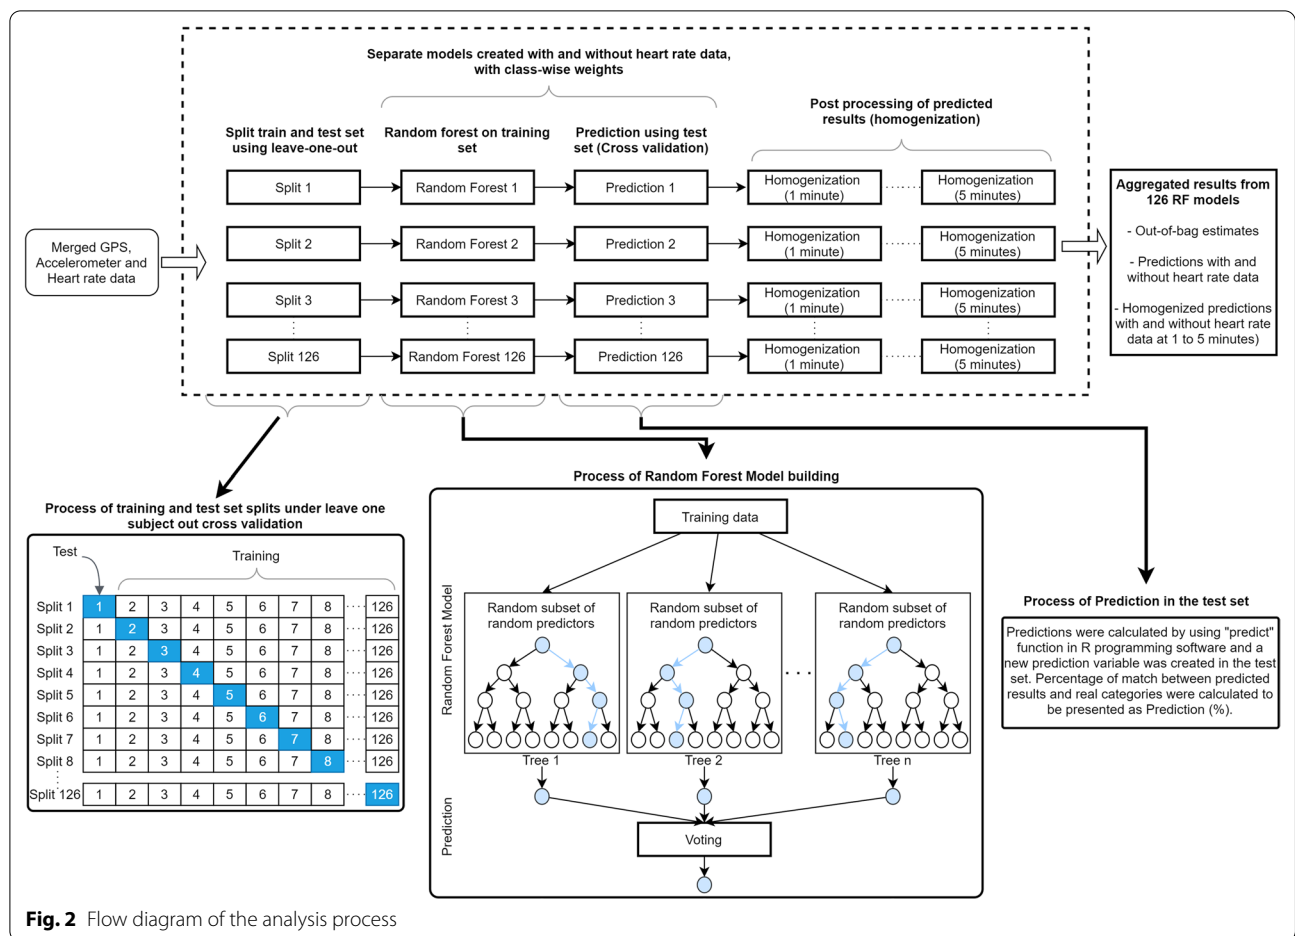 Separate models created with and without heart rate data,
with class-wise weights
Post processing of predicted
results (homogenization)
Split train and test set
using leave-one-out
Random forest on training
set
Prediction using test
set (Cross validation)
Split 1
Random Forest 1
Prediction 1
Homogenization
(1 minute)
Homogenization
(5 minutes)
Split 2
Random Forest 2
Prediction 2
Homogenization
(1 minute)
Homogenization
(5 minutes)
Split 3
Random Forest 3
Prediction 3
Homogenization
(1 minute)
Homogenization
(5 minutes)
Split 126
Random Forest 126
Prediction 126
Homogenization
(1 minute)
Homogenization
(5 minutes)
Merged GPS,
Accelerometer and
Heart rate data
Aggregated results from
126 RF models
- Out-of-bag estimates
- Predictions with and
without heart rate data
- Homogenized predictions
with and without heart rate
data at 1 to 5 minutes)
Process of training and test set splits under leave one
subject out cross validation
Test
Training
Split 1 1 2 3 4 5 6 7 8 126
Split 2 1 2 3 4 5 6 7 8 126
Split 3 1 2 3 4 5 6 7 8 126
Split 4 1 2 3 4 5 6 7 8 126
Split 5 1 2 3 4 5 6 7 8 126
Split 6 1 2 3 4 5 6 7 8 126
Split 7 1 2 3 4 5 6 7 8 126
Split 8 1 2 3 4 5 6 7 8 126
Split 126 1 2 3 4 5 6 7 8 126
Process of Random Forest Model building
Training data
Random Forest Model
Random subset of
random predictors
Random subset of
random predictors
Random subset of
random predictors
Tree 1
Tree 2
Tree n
Prediction
Voting
Process of Prediction in the test set
Predictions were calculated by using "predict"
function in R programming software and a
new prediction variable was created in the test
set. Percentage of match between predicted
results and real categories were calculated to
be presented as Prediction (%).
Fig. 2 Flow diagram of the analysis process